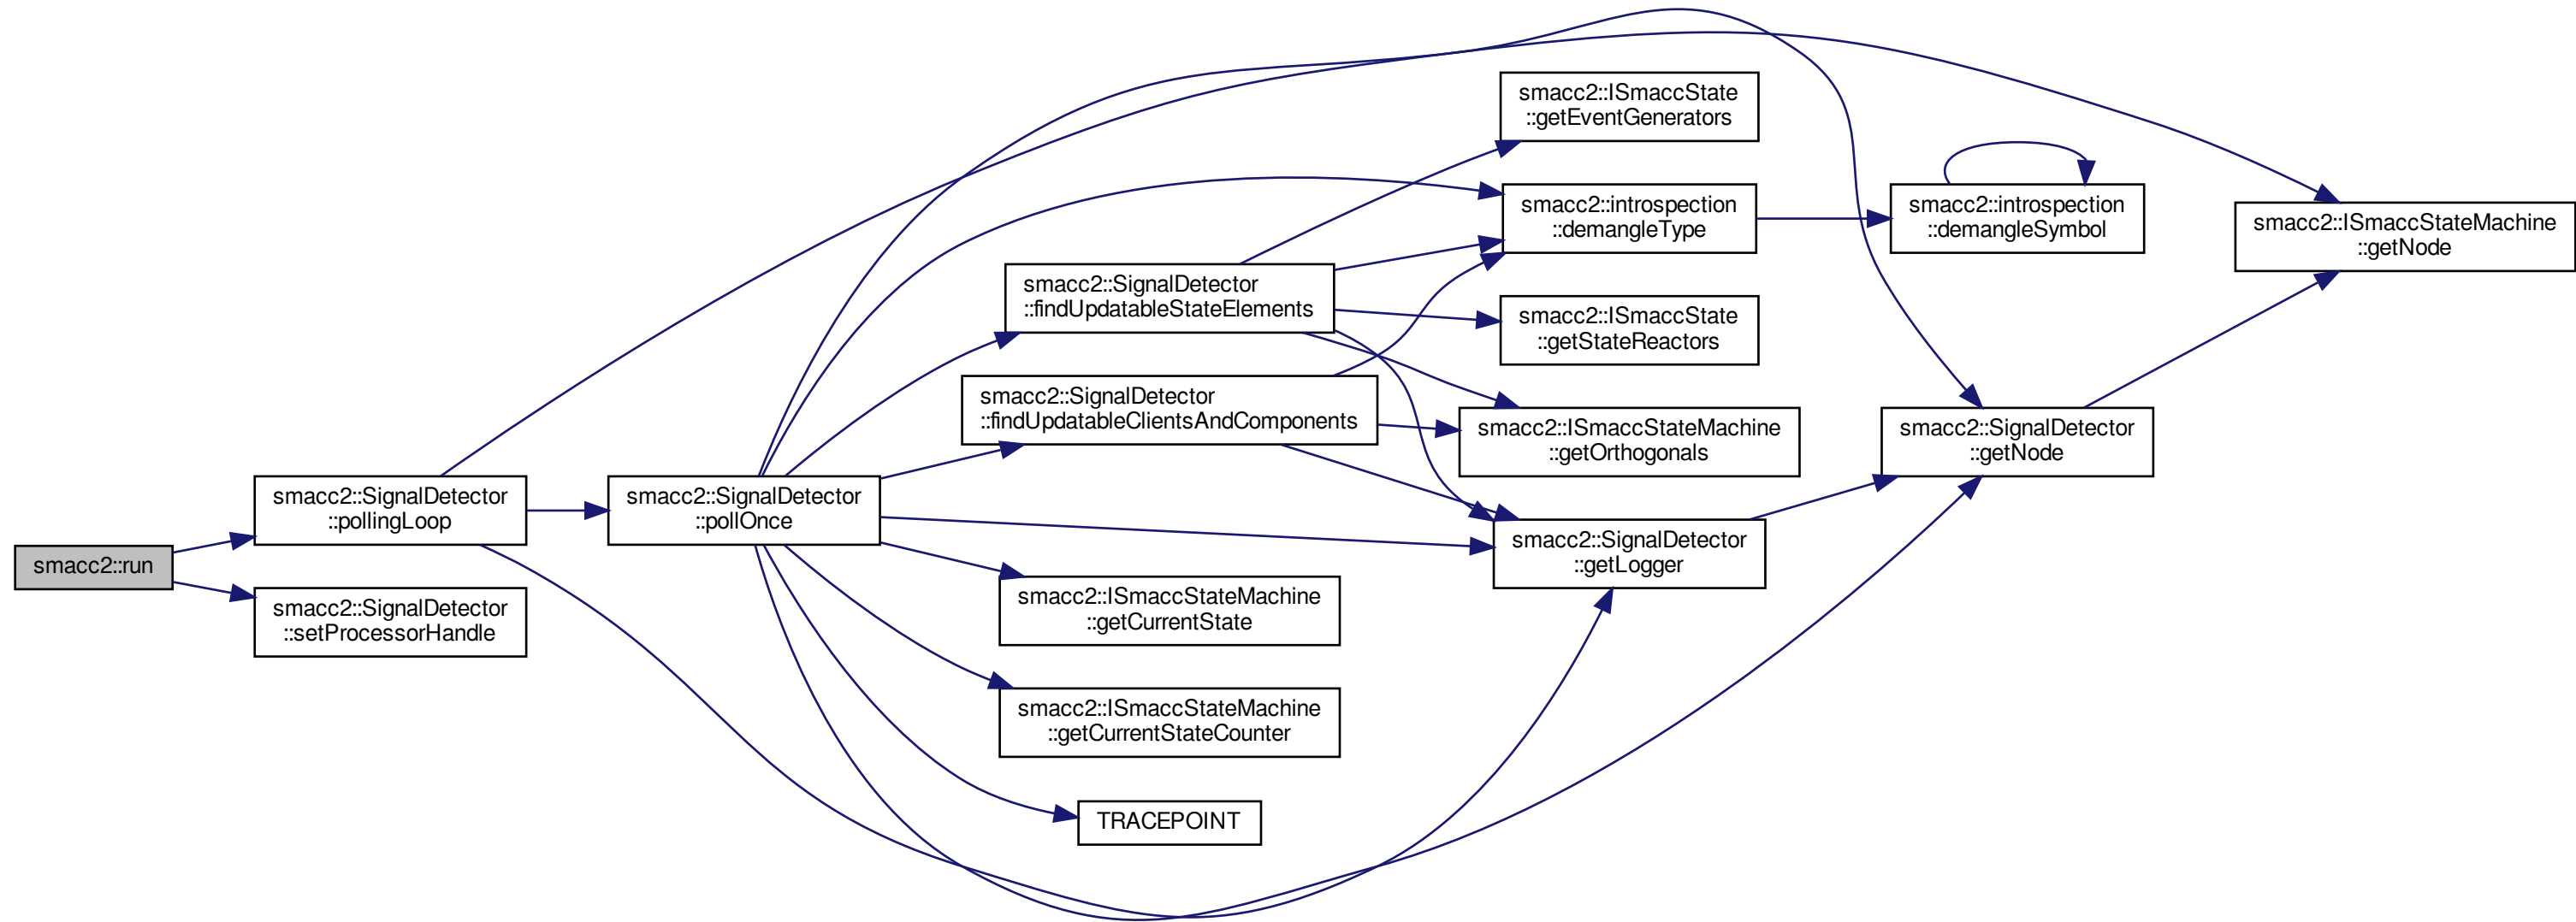 smacc2::run
smacc2::SignalDetector
::pollingLoop
smacc2::SignalDetector
::setProcessorHandle
smacc2::SignalDetector
::pollOnce
smacc2::SignalDetector
::findUpdatableStateElements
smacc2::SignalDetector
::findUpdatableClientsAndComponents
smacc2::ISmaccStateMachine
::getCurrentState
smacc2::ISmaccStateMachine
::getCurrentStateCounter
TRACEPOINT
smacc2::ISmaccState
::getEventGenerators
smacc2::introspection
::demangleType
smacc2::ISmaccState
::getStateReactors
smacc2::ISmaccStateMachine
::getOrthogonals
smacc2::SignalDetector
::getLogger
smacc2::introspection
::demangleSymbol
smacc2::SignalDetector
::getNode
smacc2::ISmaccStateMachine
::getNode